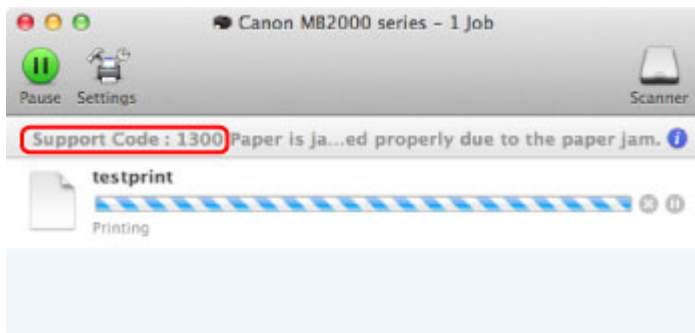 Canon MB2000 series – 1 Job
Pause Settings Scanner
Support Code : 1300 Paper is ja...ed properly due to the paper jam.
testprint
Printing